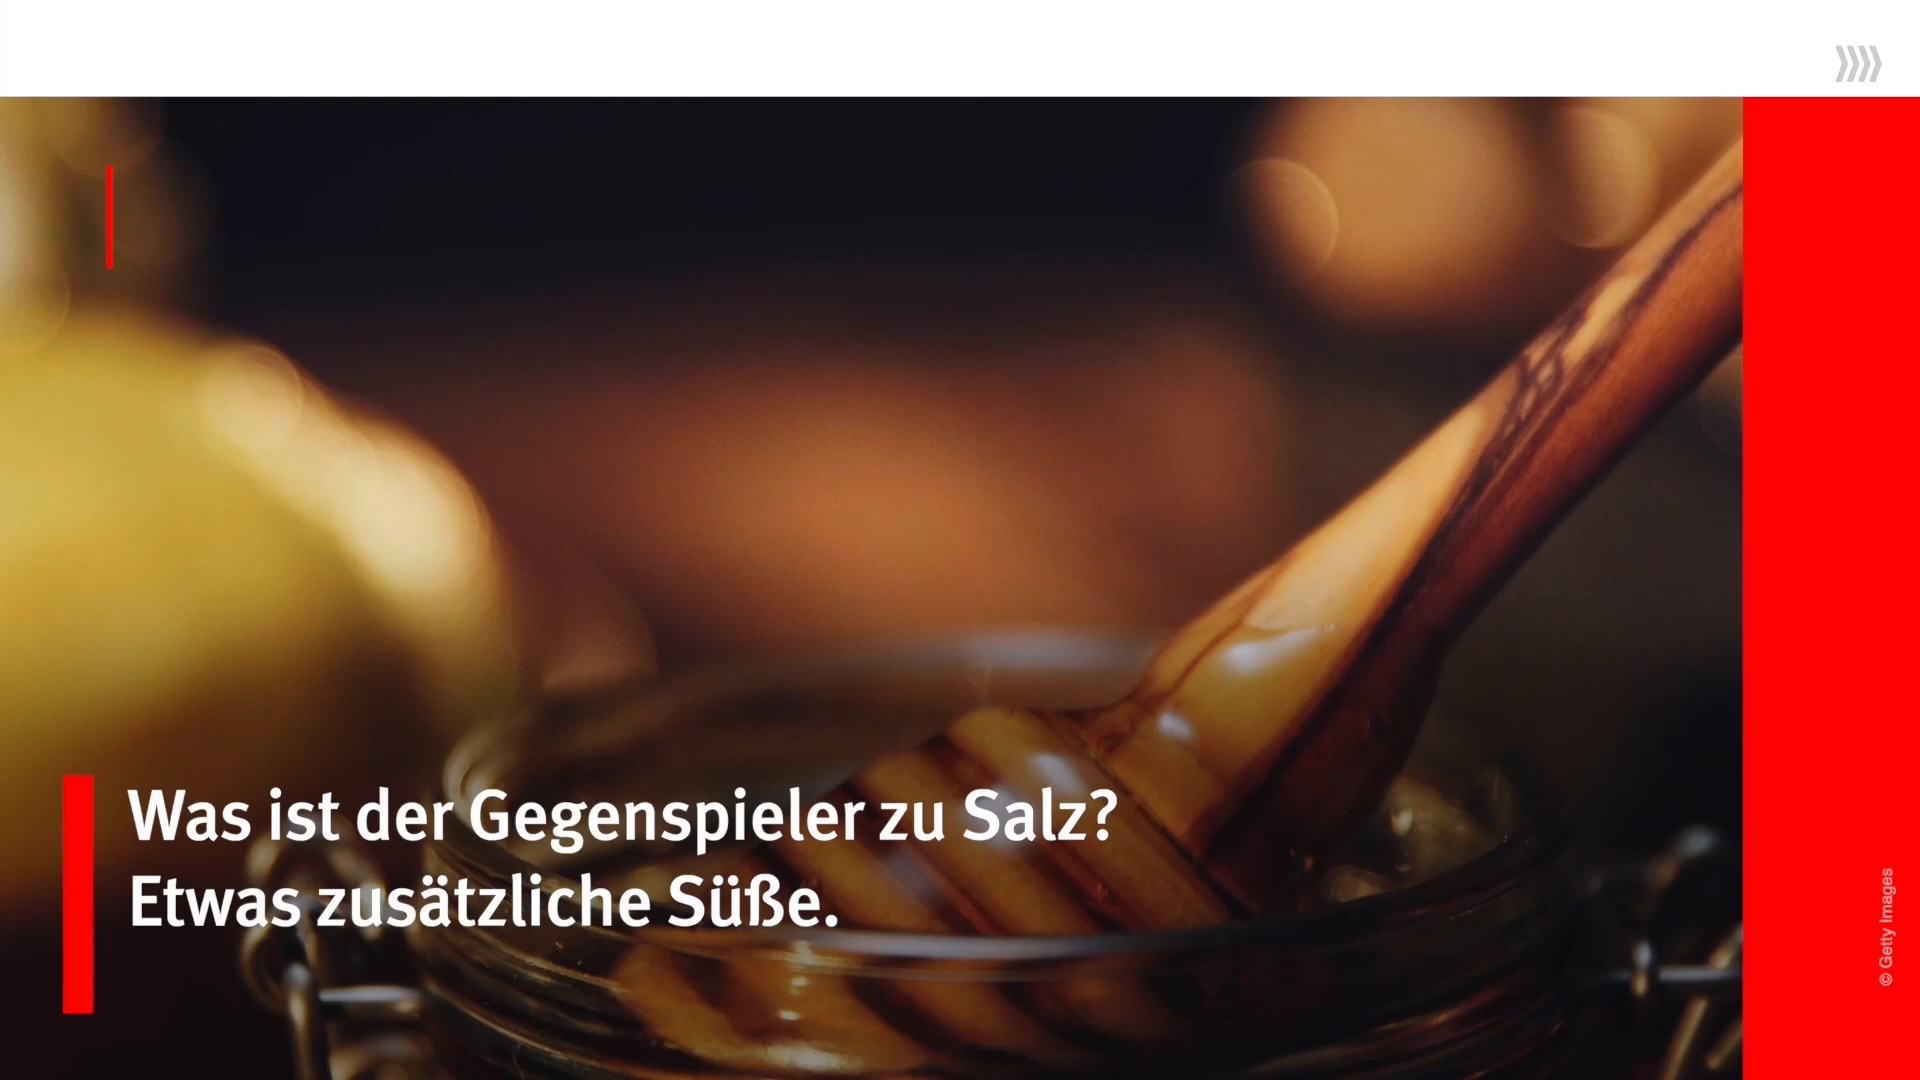 Was ist der Gegenspieler zu Salz?
Etwas zusätzliche Süße.
© Getty Images